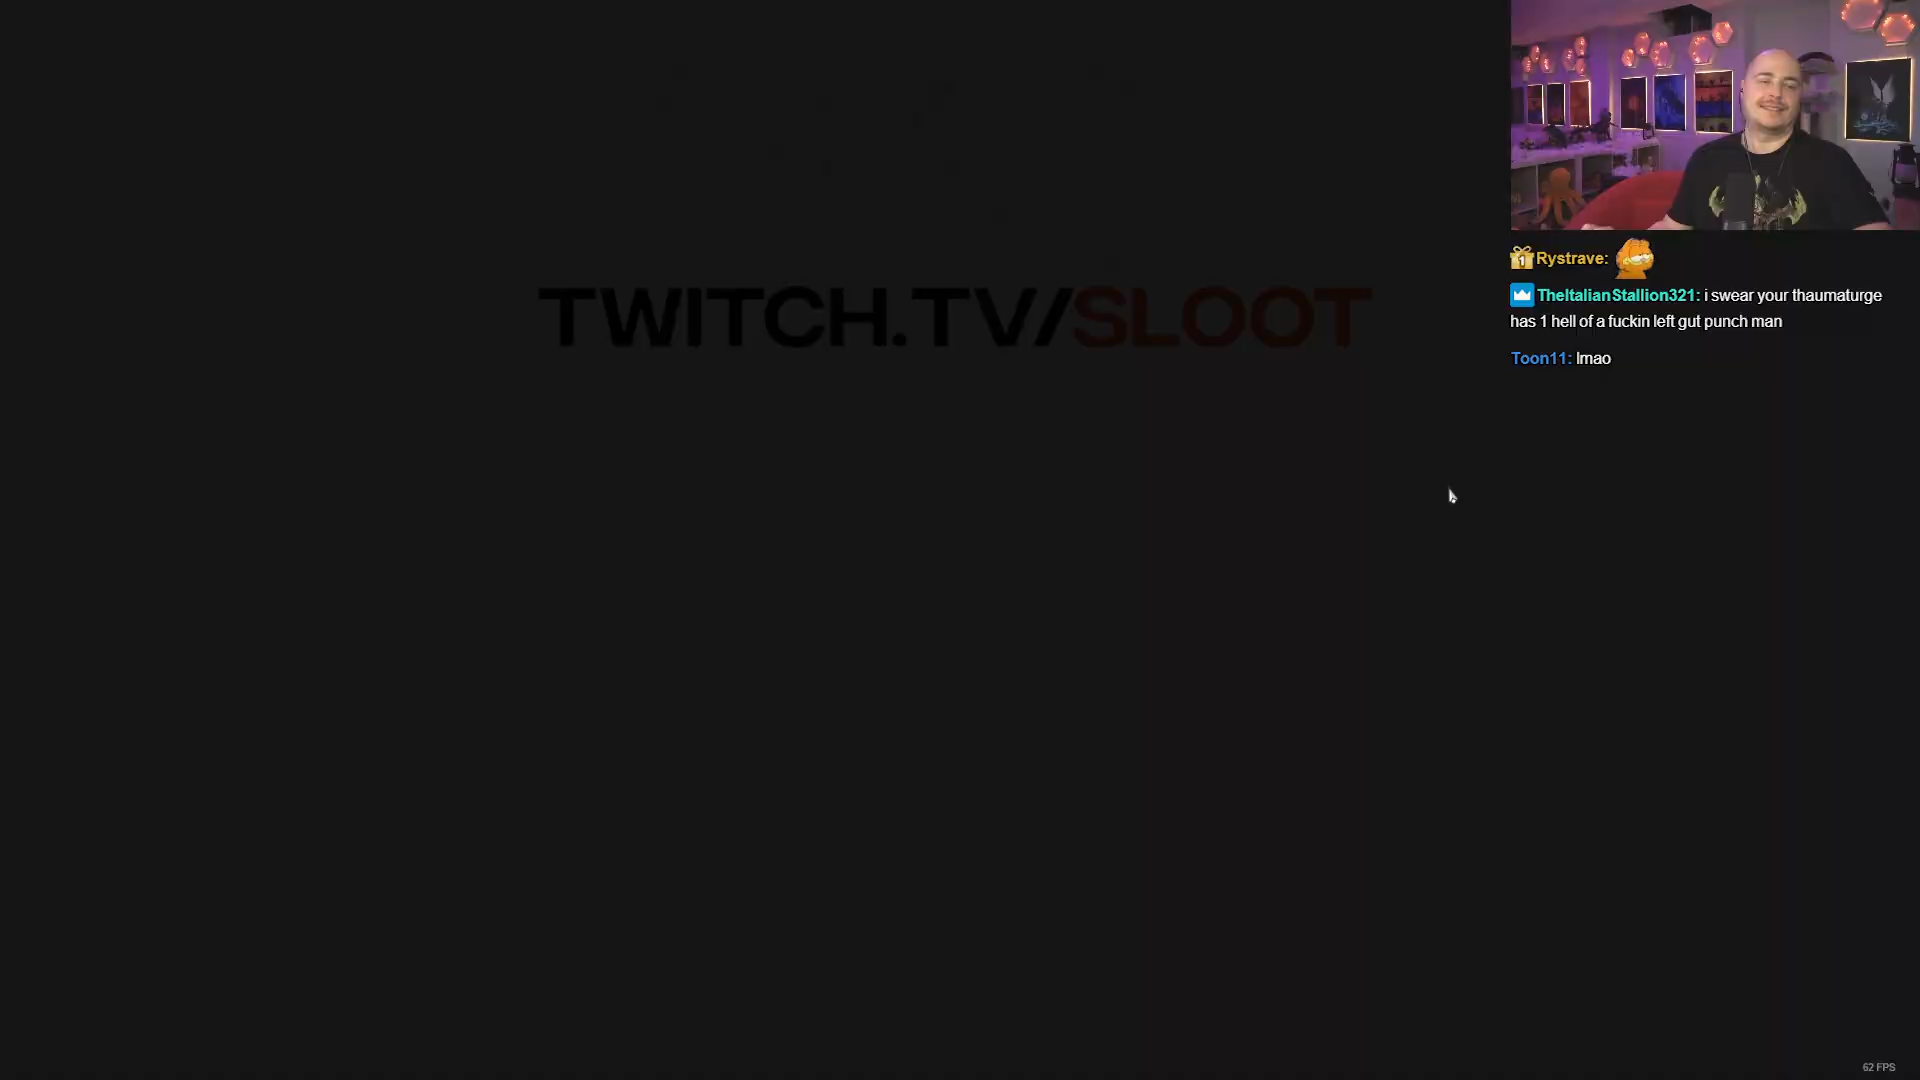 TWITCH.TV/SLOOT
Rystrave:
TheItalianStallion321: i swear your thaumaturge
has 1 hell of a fuckin left gut punch man
Toon11: lmao
62 FPS